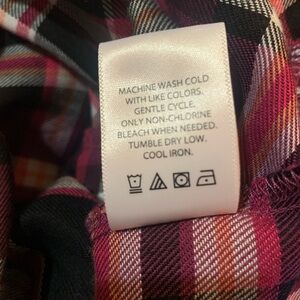 MACHINE WASH COLD
WITH LIKE COLORS.
GENTLE CYCLE.
ONLY NON-CHLORINE
BLEACH WHEN NEEDED.
TUMBLE DRY LOW.
COOL IRON.